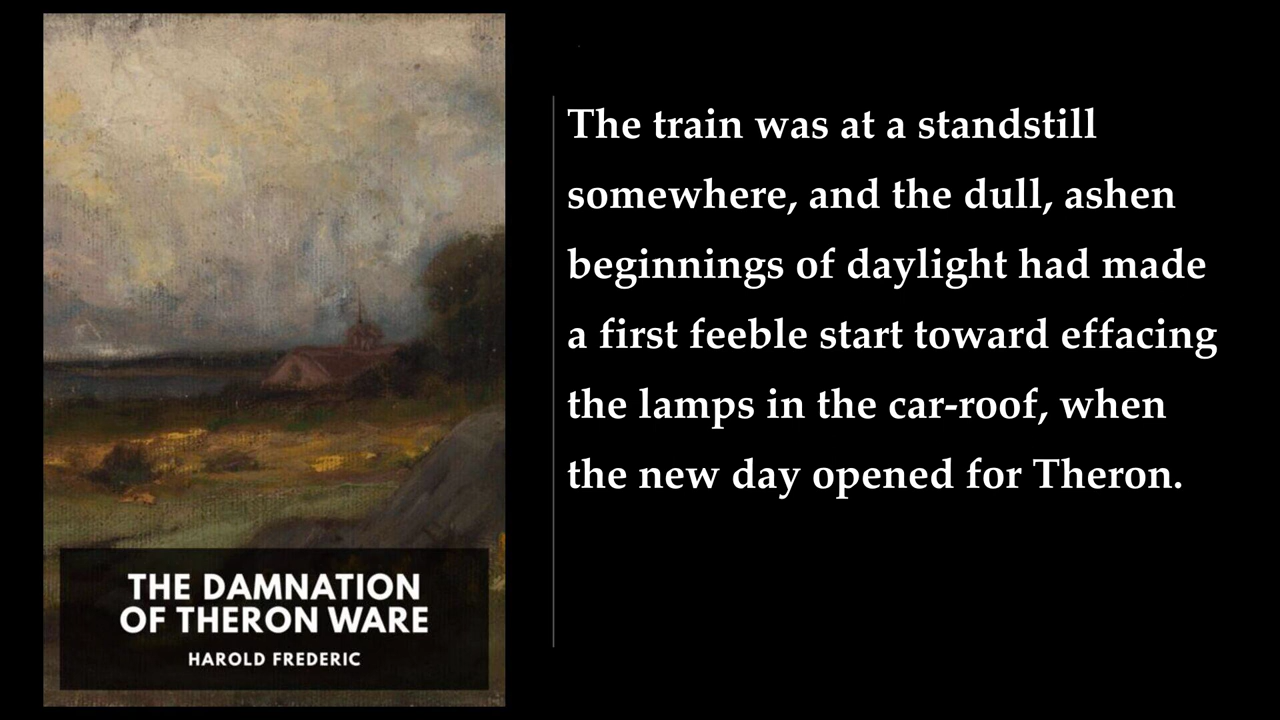 The train was at a standstill
somewhere, and the dull, ashen
beginnings of daylight had made
a first feeble start toward effacing
the lamps in the car-roof, when
the new day opened for Theron.
THE DAMNATION
OF THERON WARE
HAROLD FREDERIC